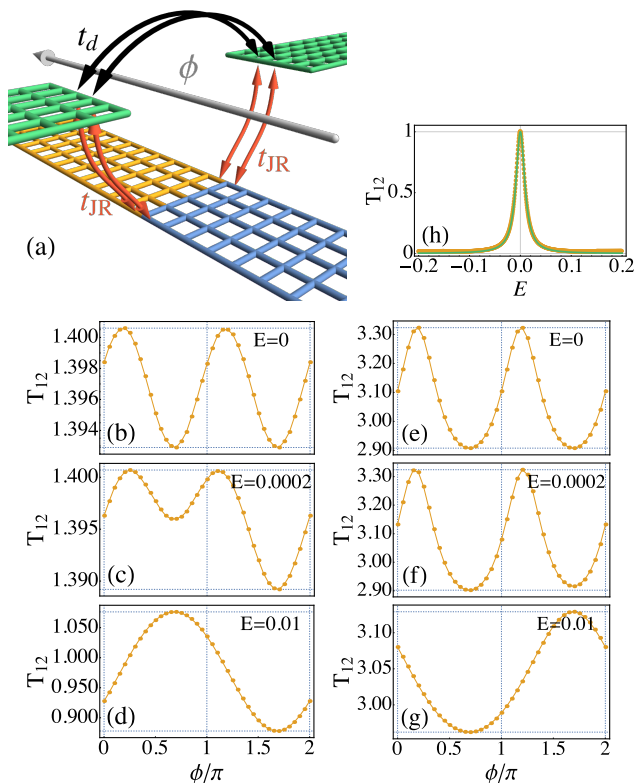 t_d
ϕ
t_JR
t_JR
(a)
T_12
1
0.5
0
(h)
−0.2
−0.1
0.0
0.1
0.2
E
T_12
1.400
1.398
1.396
1.394
E=0
(b)
T_12
3.30
3.20
3.10
3.00
2.90
E=0
(e)
T_12
1.400
1.395
1.390
E=0.0002
(c)
T_12
3.30
3.20
3.10
3.00
2.90
E=0.0002
(f)
T_12
1.050
1.000
0.950
0.900
E=0.01
(d)
0
0.5
1
1.5
2
ϕ/π
T_12
3.10
3.05
3.00
E=0.01
(g)
0
0.5
1
1.5
2
ϕ/π